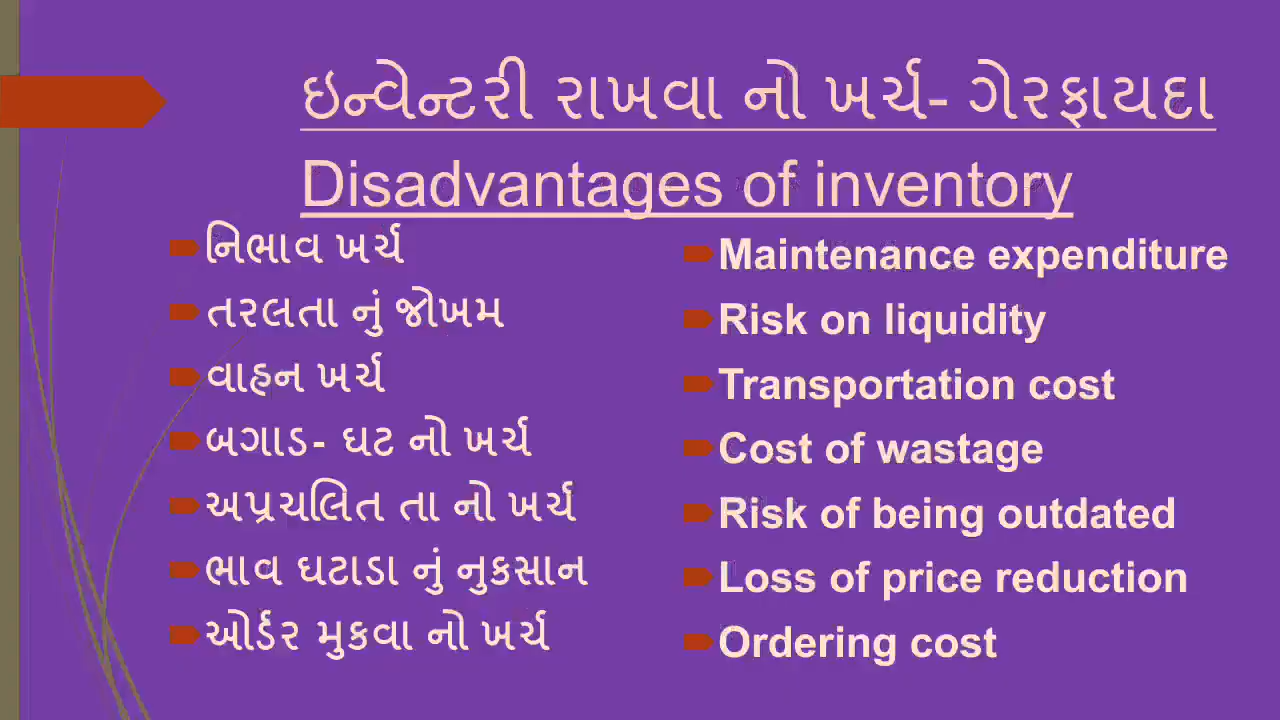 ઇન્વેન્ટરી રાખવા નો ખર્ચ- ગેરફાયદા
Disadvantages of inventory
નિભાવ ખર્ચ
તરલતા નું જોખમ
વાહન ખર્ચ
બગાડ- ઘટ નો ખર્ચ
અપ્રચલિત તા નો ખર્ચ
ભાવ ઘટાડા નું નુકસાન
ઓર્ડર મુકવા નો ખર્ચ
Maintenance expenditure
Risk on liquidity
Transportation cost
Cost of wastage
Risk of being outdated
Loss of price reduction
Ordering cost